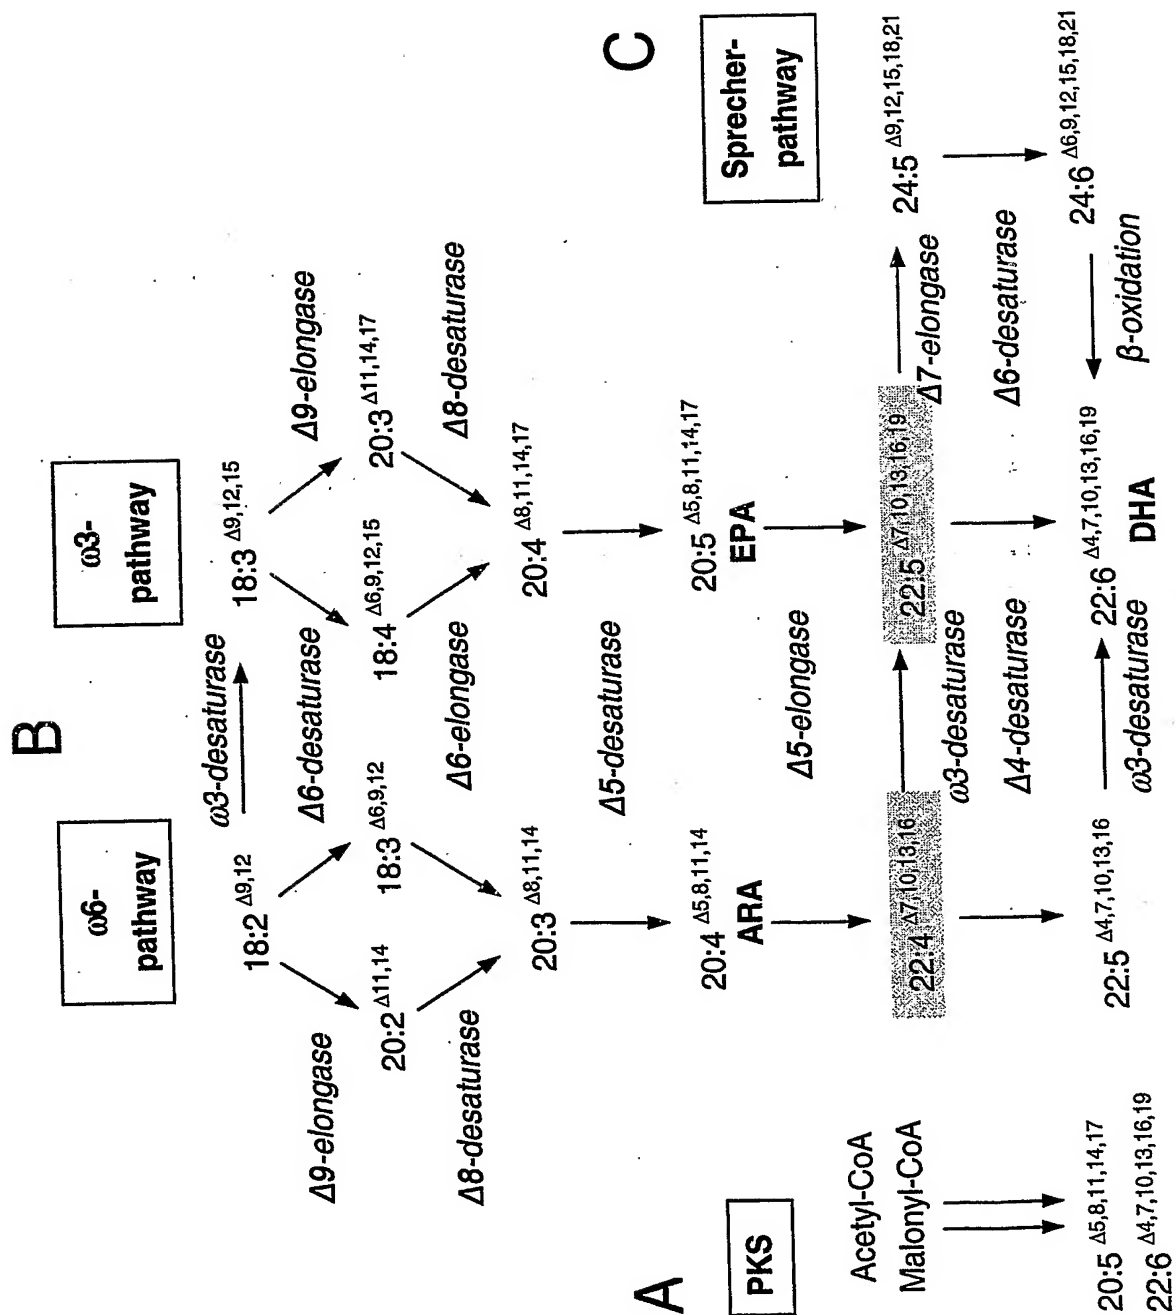 A
PKS
Acetyl-CoA
Malonyl-CoA
20:5 Δ5,8,11,14,17
22:6 Δ4,7,10,13,16,19
B
ω6-
pathway
ω3-
pathway
18:2 Δ9,12
ω3-desaturase
18:3 Δ9,12,15
Δ9-elongase
Δ6-desaturase
Δ9-elongase
20:2 Δ11,14
18:3 Δ6,9,12
18:4 Δ6,9,12,15
20:3 Δ11,14,17
Δ8-desaturase
Δ6-elongase
Δ8-desaturase
20:3 Δ8,11,14
20:4 Δ8,11,14,17
Δ5-desaturase
20:4 Δ5,8,11,14
ARA
20:5 Δ5,8,11,14,17
EPA
Δ5-elongase
22:4 Δ7,10,13,16
ω3-desaturase
22:5 Δ7,10,13,16,19
Δ4-desaturase
22:5 Δ4,7,10,13,16
ω3-desaturase
22:6 Δ4,7,10,13,16,19
DHA
C
Sprecher-
pathway
Δ7-elongase
24:5 Δ9,12,15,18,21
Δ6-desaturase
24:6 Δ6,9,12,15,18,21
β-oxidation